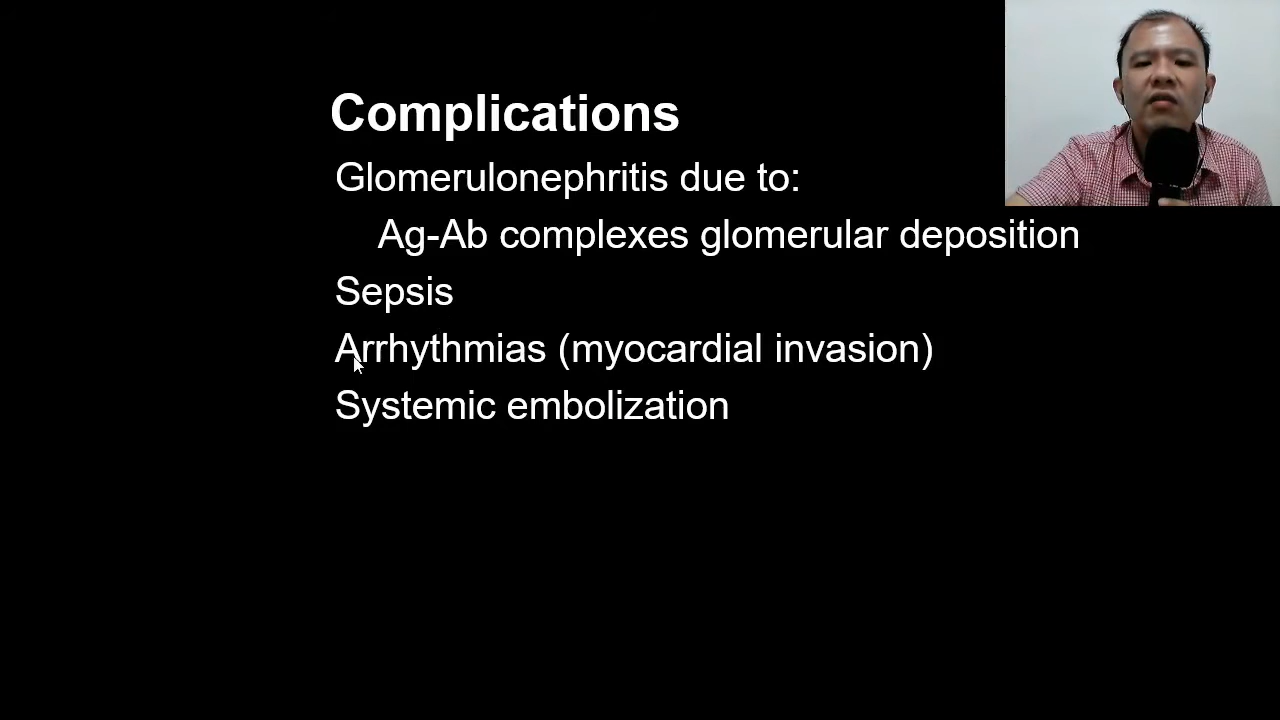 Complications
Glomerulonephritis due to:
Ag-Ab complexes glomerular deposition
Sepsis
Arrhythmias (myocardial invasion)
Systemic embolization